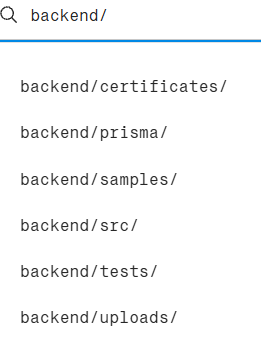 backend/
backend/certificates/
backend/prisma/
backend/samples/
backend/src/
backend/tests/
backend/uploads/